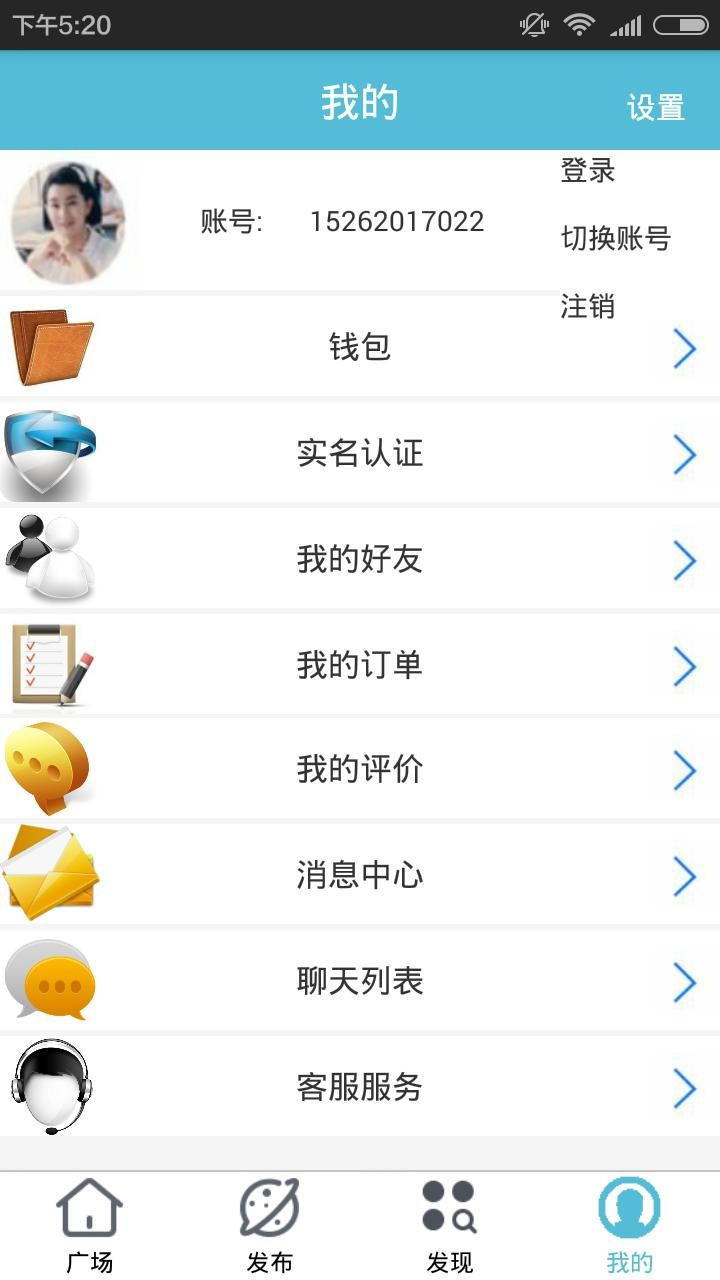 下午5:20
我的
设置
登录
账号: 15262017022
切换账号
注销
钱包
实名认证
我的好友
我的订单
我的评价
消息中心
聊天列表
客服服务
广场 发布 发现 我的